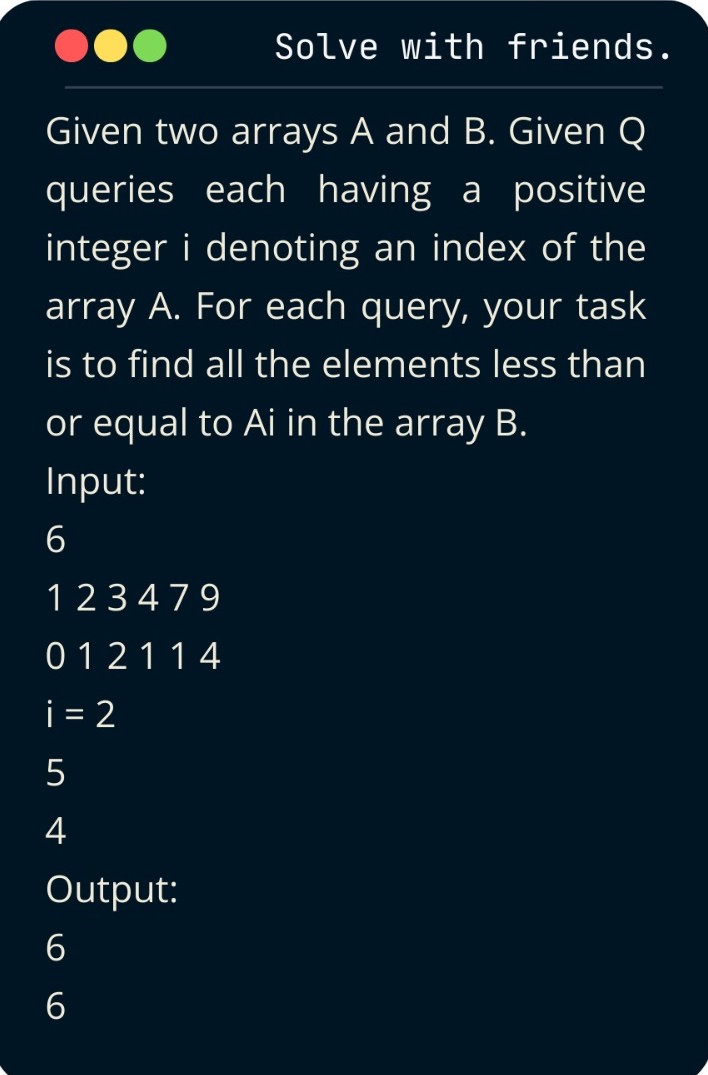 Solve with friends.
Given two arrays A and B. Given Q
queries each having a positive
integer i denoting an index of the
array A. For each query, your task
is to find all the elements less than
or equal to Ai in the array B.
Input:
6
1 2 3 4 7 9
0 1 2 1 1 4
i = 2
5
4
Output:
6
6